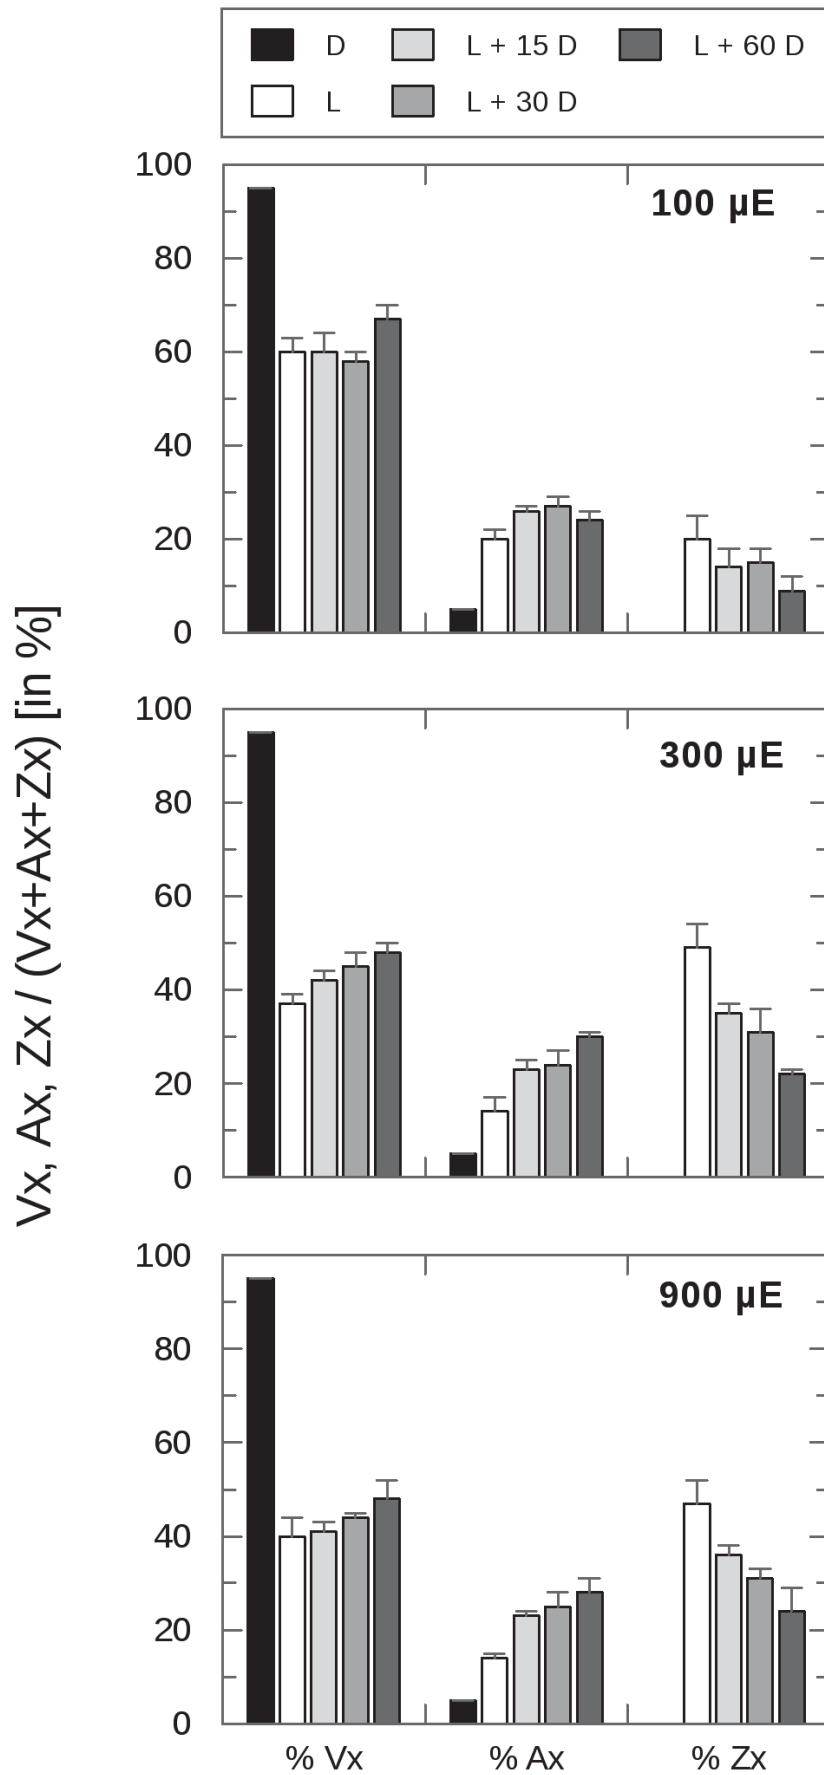 D
L + 15 D
L + 60 D
L
L + 30 D
Vx, Ax, Zx / (Vx+Ax+Zx) [in %]
100 µE
100
80
60
40
20
0
300 µE
100
80
60
40
20
0
900 µE
100
80
60
40
20
0
% Vx
% Ax
% Zx